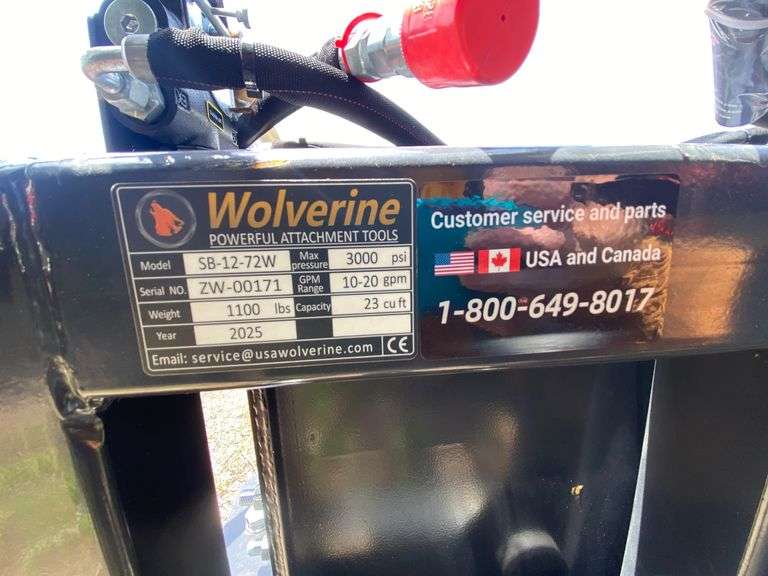 Wolverine
POWERFUL ATTACHMENT TOOLS
Model SB-12-72W Max pressure 3000 psi
Serial NO. ZW-00171 GPM Range 10-20 gpm
Weight 1100 lbs Capacity 23 cu ft
Year 2025
Email: service@usawolverine.com CE
Customer service and parts
USA and Canada
1-800-649-8017